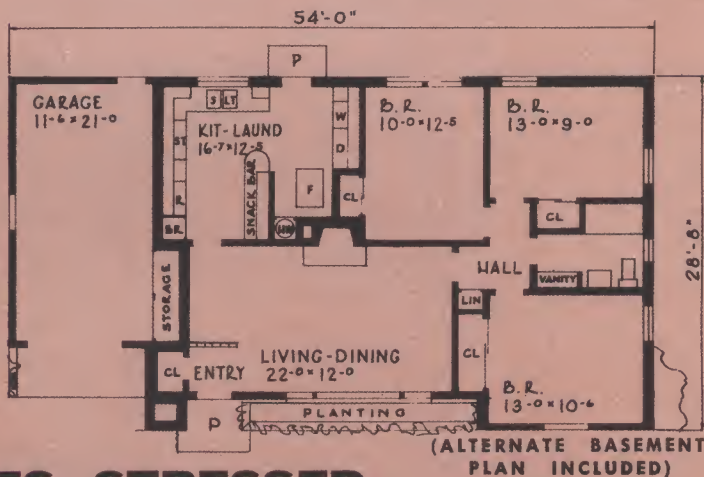 54'-0"
P
GARAGE
11-6 x 21-0
S LT
ST
KIT-LAUND
16-7 x 12-5
SNACK BAR
R
BR.
W
D
F
HW
CL
B.R.
10-0 x 12-5
B.R.
13-0 x 9-0
CL
28'-8"
HALL
VANITY
LIN
STORAGE
CL
ENTRY
LIVING-DINING
22-0 x 12-0
CL
B.R.
13-0 x 10-6
P
PLANTING
(ALTERNATE BASEMENT
PLAN INCLUDED)